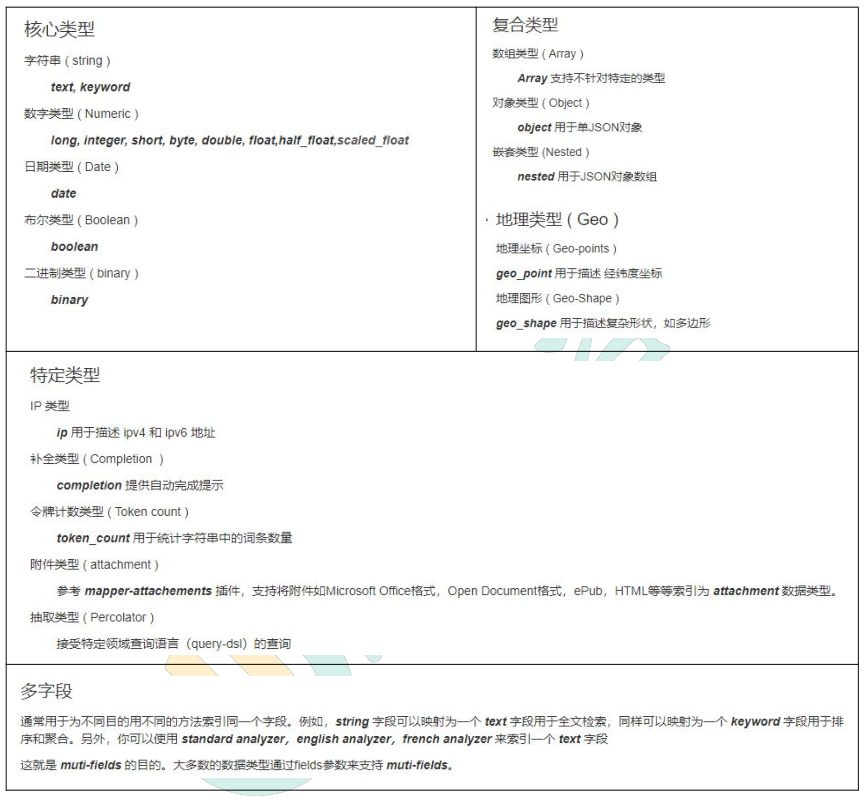 核心类型
字符串 ( string )
text, keyword
数字类型 ( Numeric )
long, integer, short, byte, double, float,half_float,scaled_float
日期类型 ( Date )
date
布尔类型 ( Boolean )
boolean
二进制类型 ( binary )
binary
复合类型
数组类型 ( Array )
Array 支持不针对特定的类型
对象类型 ( Object )
object 用于单JSON对象
嵌套类型 (Nested )
nested 用于JSON对象数组
地理类型 ( Geo )
地理坐标 ( Geo-points )
geo_point 用于描述 经纬度坐标
地理图形 ( Geo-Shape )
geo_shape 用于描述复杂形状，如多边形
特定类型
IP 类型
ip 用于描述 ipv4 和 ipv6 地址
补全类型 ( Completion )
completion 提供自动完成提示
令牌计数类型 ( Token count )
token_count 用于统计字符串中的词条数量
附件类型 ( attachment )
参考 mapper-attachements 插件，支持将附件如Microsoft Office格式，Open Document格式，ePub，HTML等等索引为 attachment 数据类型。
抽取类型 ( Percolator )
接受特定领域查询语言（query-dsl）的查询
多字段
通常用于为不同目的用不同的方法索引同一个字段。例如，string 字段可以映射为一个 text 字段用于全文检索，同样可以映射为一个 keyword 字段用于排
序和聚合。另外，你可以使用 standard analyzer，english analyzer，french analyzer 来索引一个 text 字段
这就是 muti-fields 的目的。大多数的数据类型通过fields参数来支持 muti-fields。